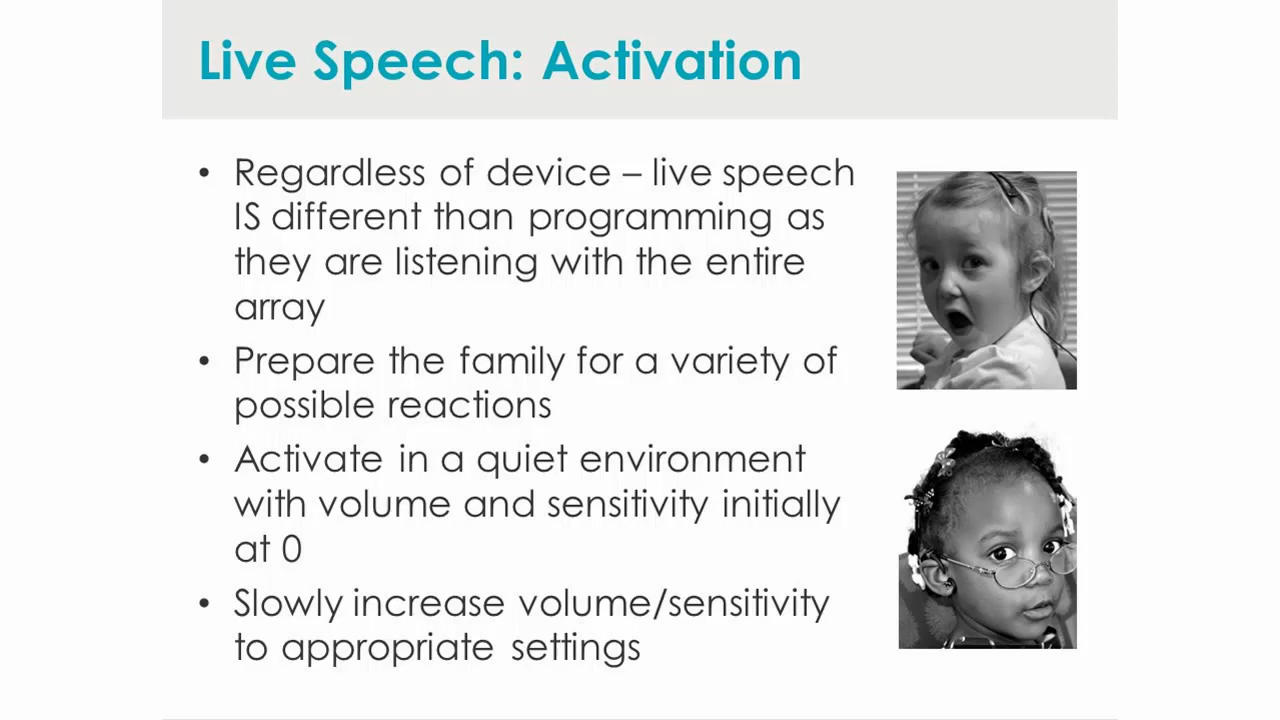 Live Speech: Activation
• Regardless of device – live speech
IS different than programming as
they are listening with the entire
array
• Prepare the family for a variety of
possible reactions
• Activate in a quiet environment
with volume and sensitivity initially
at 0
• Slowly increase volume/sensitivity
to appropriate settings